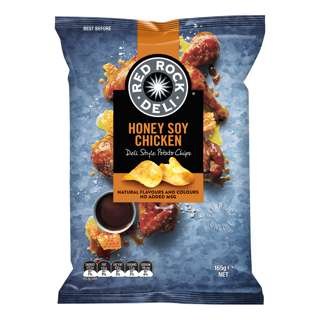 BEST BEFORE
RED ROCK
DELI
HONEY SOY
CHICKEN
Deli Style Potato Chips
NATURAL FLAVOURS AND COLOURS
NO ADDED MSG
165g
NET